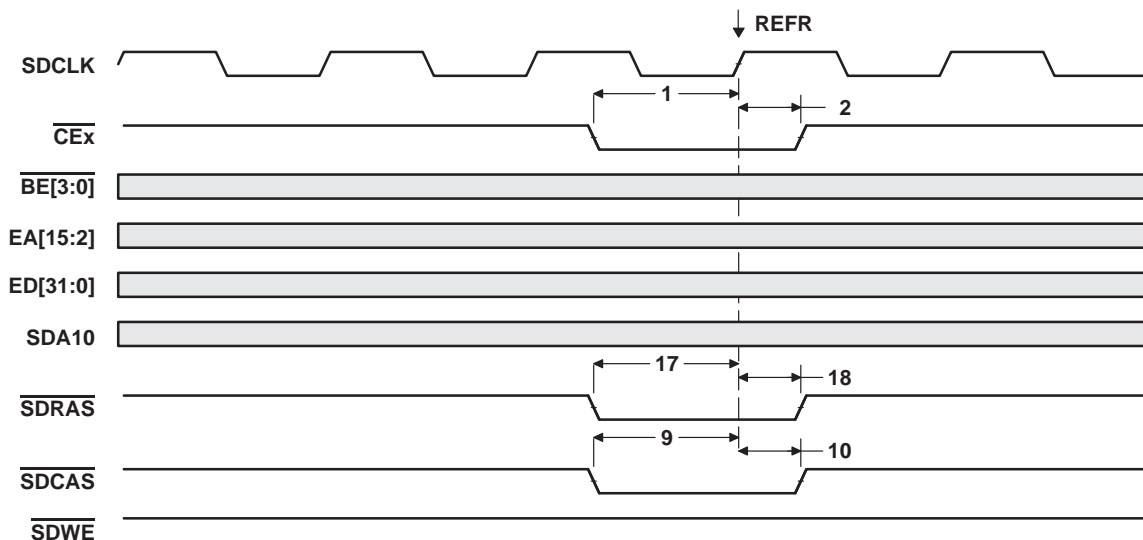 REFR
SDCLK
1
2
CEx
BE[3:0]
EA[15:2]
ED[31:0]
SDA10
17
18
SDRAS
9
10
SDCAS
SDWE